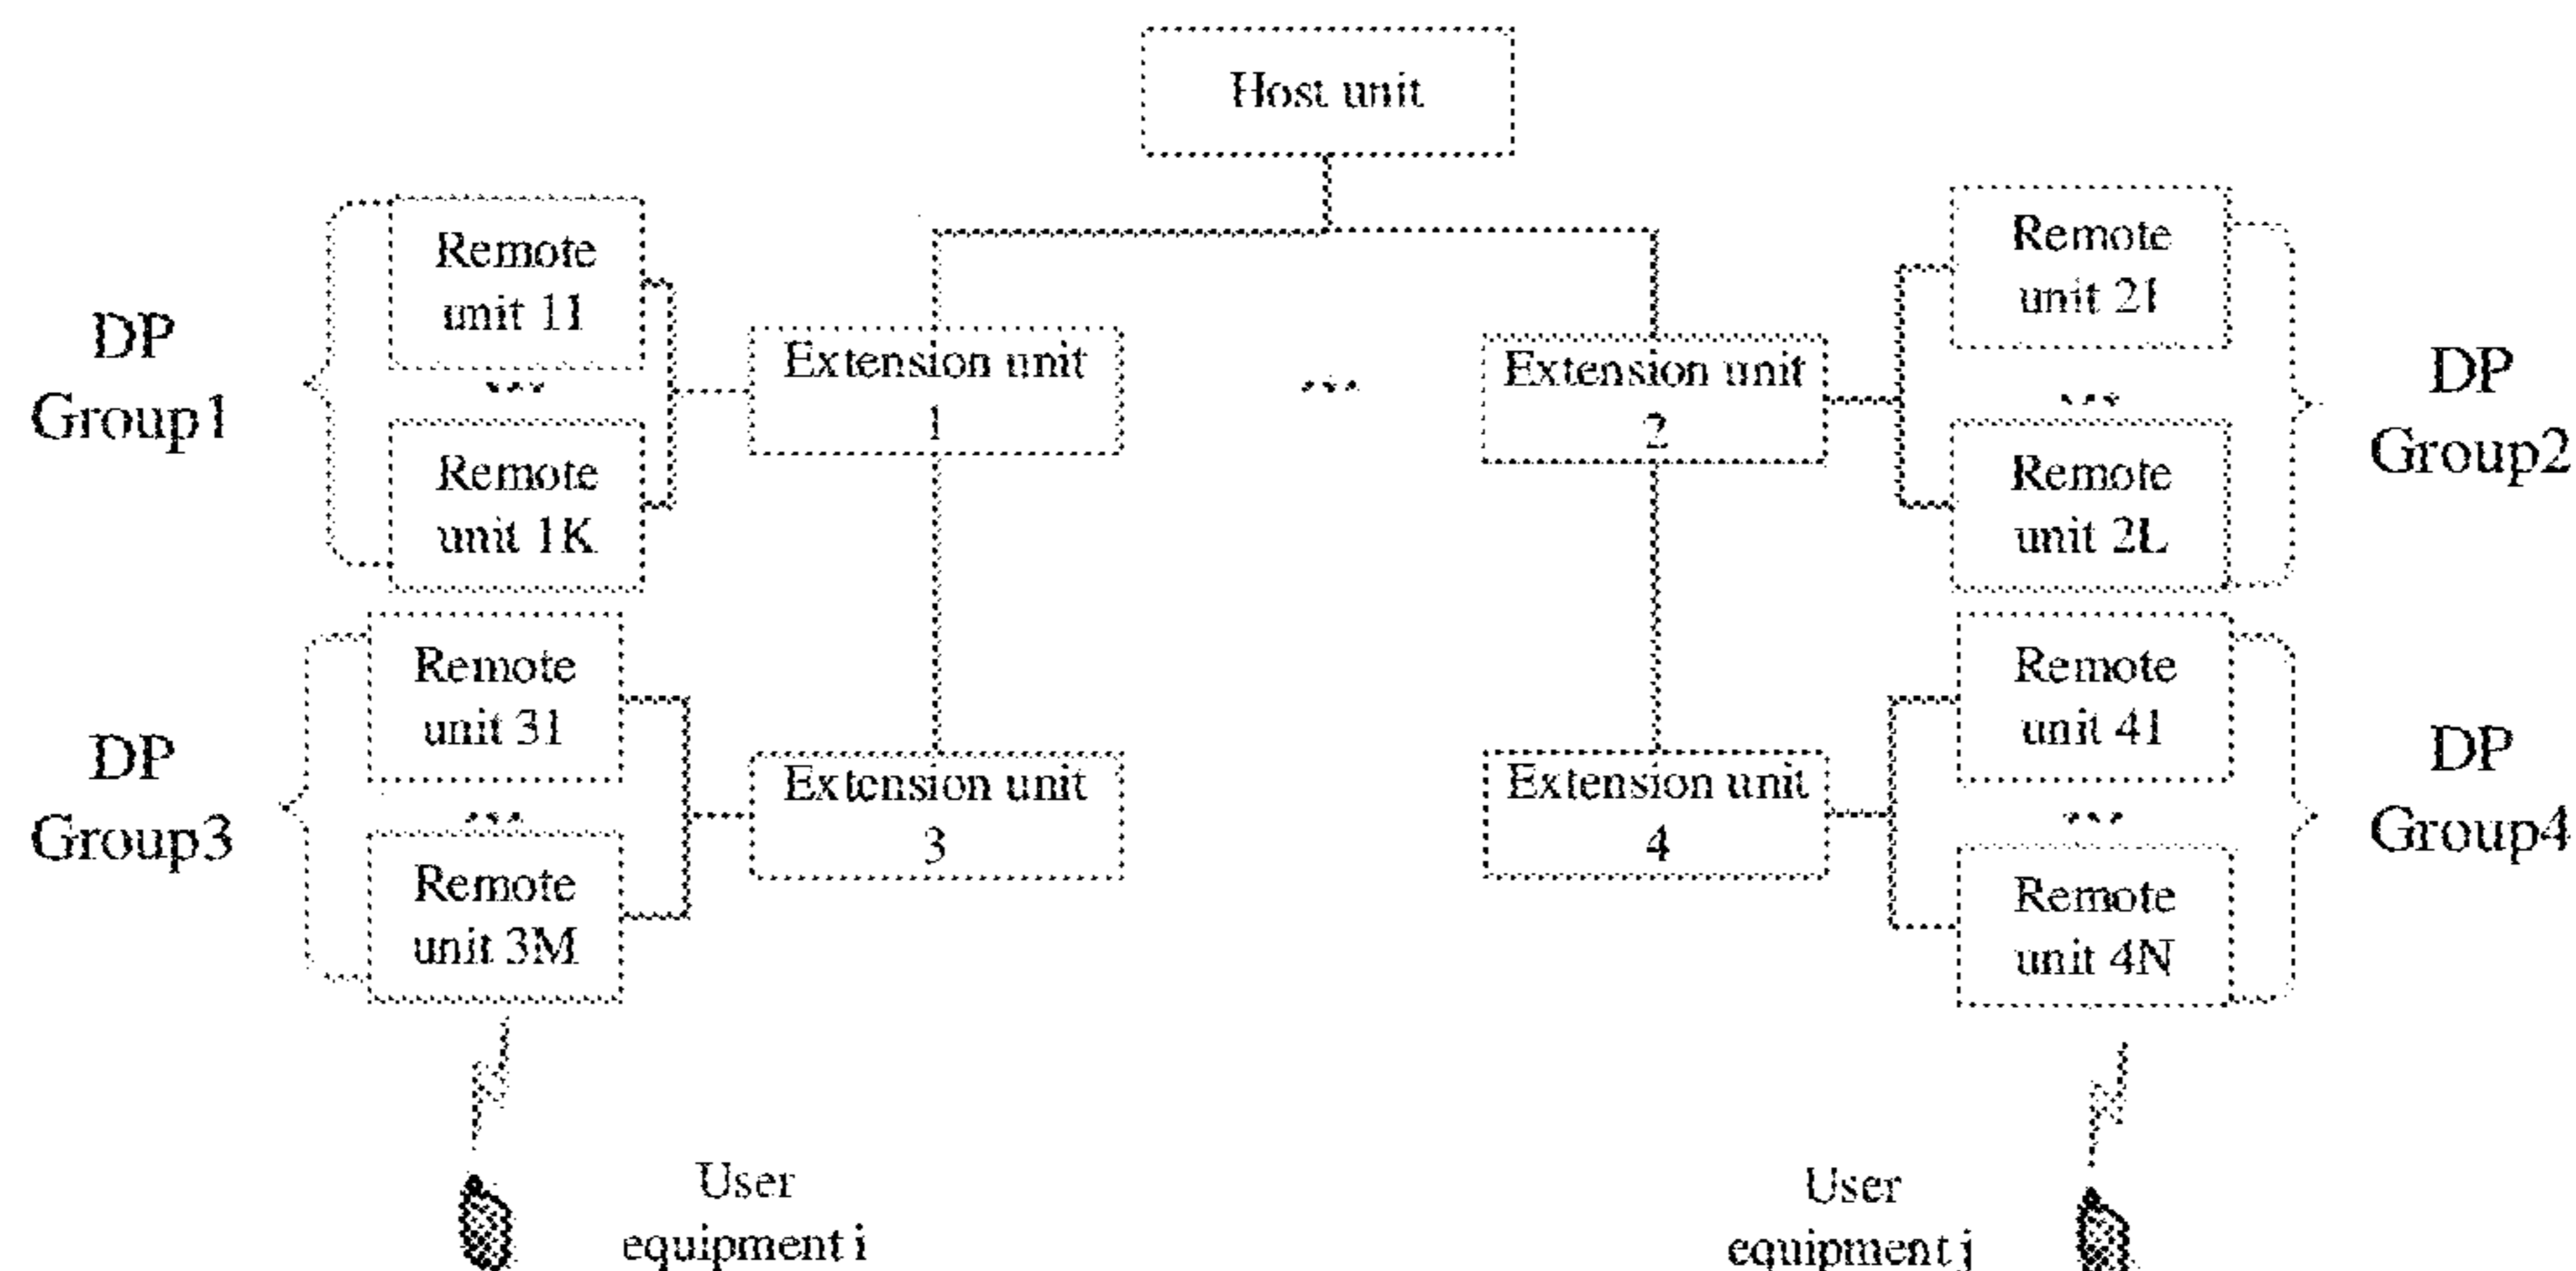 Host unit
DP
Group1
Remote
unit 11
...
Remote
unit 1K
Extension unit
1
...
Extension unit
2
Remote
unit 21
...
Remote
unit 2L
DP
Group2
DP
Group3
Remote
unit 31
...
Remote
unit 3M
Extension unit
3
Extension unit
4
Remote
unit 41
...
Remote
unit 4N
DP
Group4
User
equipment i
User
equipment j